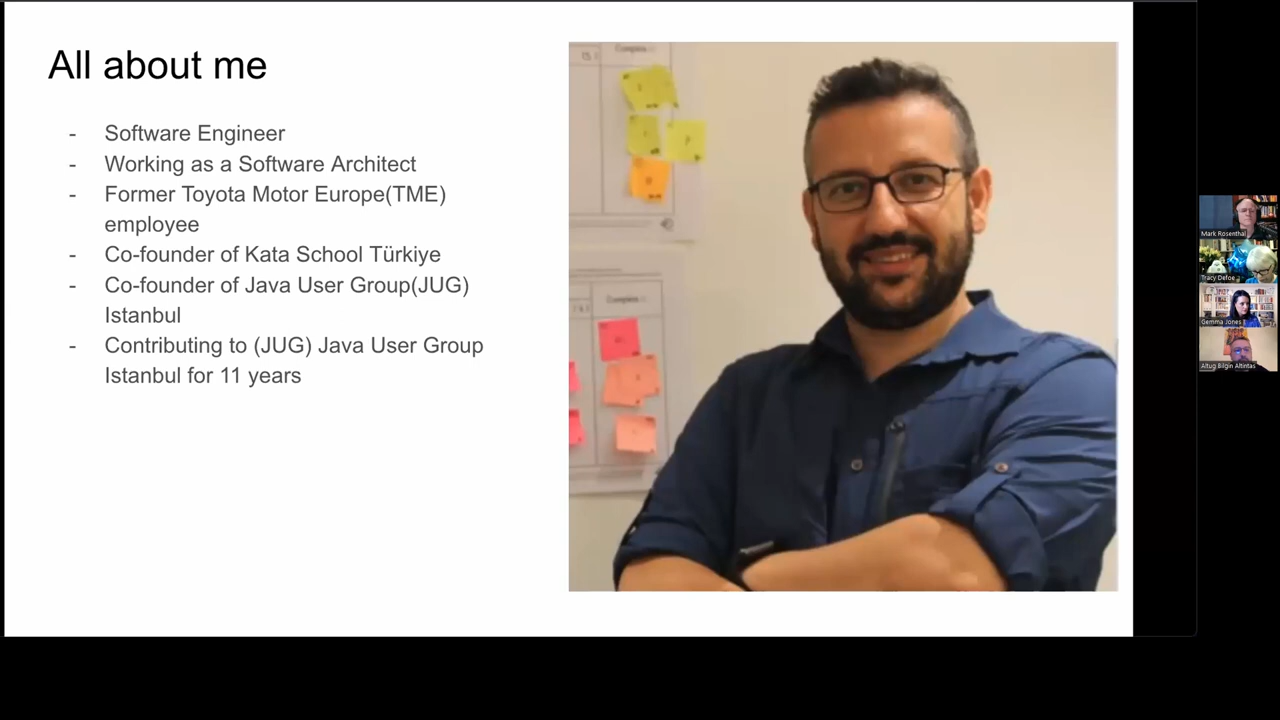 All about me
- Software Engineer
- Working as a Software Architect
- Former Toyota Motor Europe(TME)
employee
- Co-founder of Kata School Türkiye
- Co-founder of Java User Group(JUG)
Istanbul
- Contributing to (JUG) Java User Group
Istanbul for 11 years
Complete
Complete
Mark Rosenthal
Tracy Defoe
Gemma Jones
Altug Bilgin Altintas